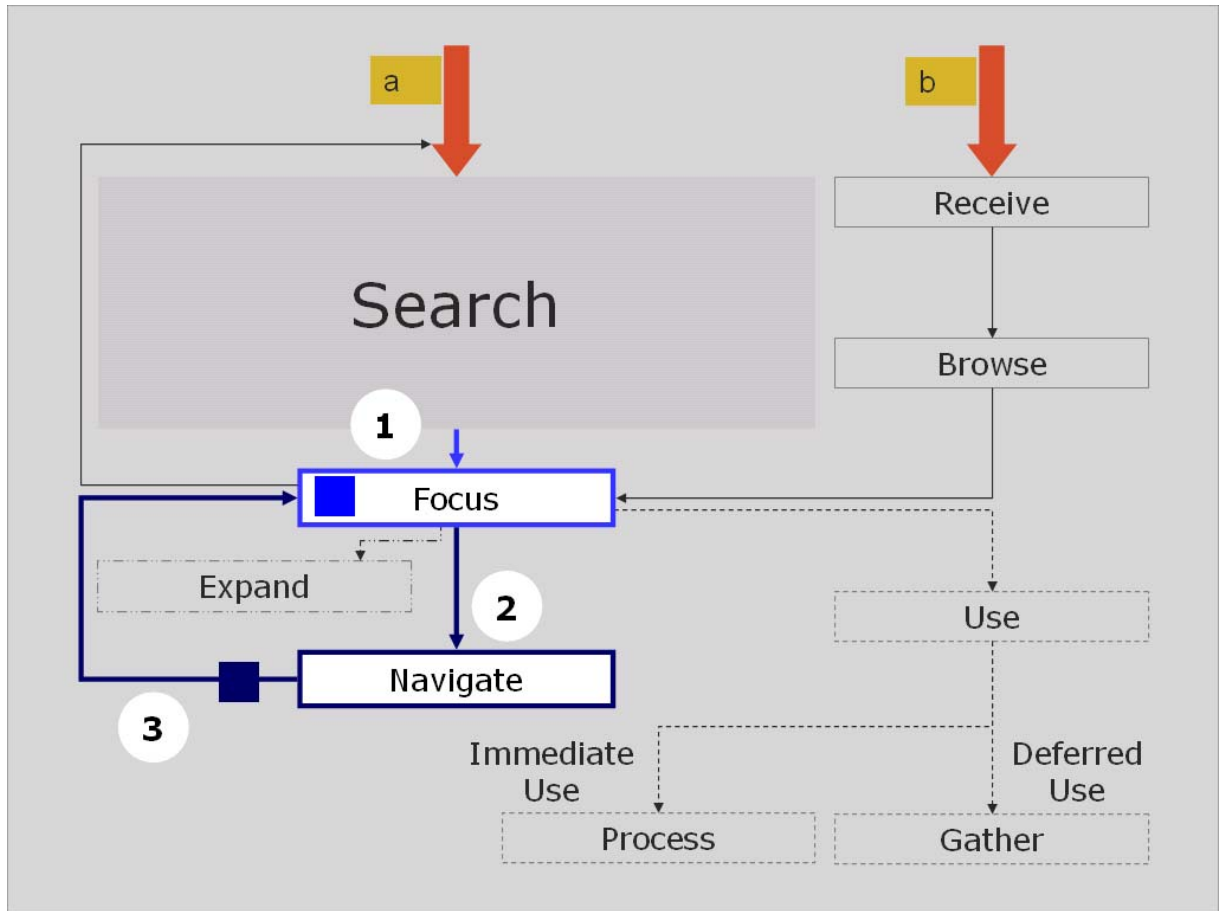 a
b
Receive
Search
Browse
1
Focus
Expand
2
Use
Navigate
3
Immediate
Use
Deferred
Use
Process
Gather